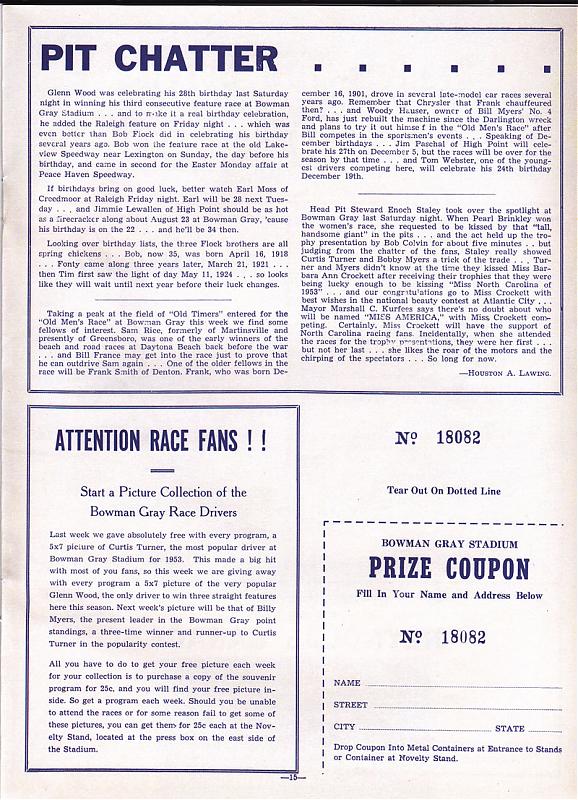 PIT CHATTER . . . . . .
Glenn Wood was celebrating his 28th birthday last Saturday
night in winning his third consecutive feature race at Bowman
Gray Stadium . . . and to make it a real birthday celebration,
he added the Raleigh feature on Friday night . . . which was
even better than Bob Flock did in celebrating his birthday
several years ago. Bob won the feature race at the old Lake-
view Speedway near Lexington on Sunday, the day before his
birthday, and came in second for the Easter Monday affair at
Peace Haven Speedway.
If birthdays bring on good luck, better watch Earl Moss of
Creedmoor at Raleigh Friday night. Earl will be 28 next Tues-
day . . . and Jimmie Lewallen of High Point should be as hot
as a firecracker along about August 23 at Bowman Gray, 'cause
his birthday is on the 22 . . . and he'll be 34 then.
Looking over birthday lists, the three Flock brothers are all
spring chickens . . . Bob, now 35, was born April 16, 1918
. . . Fonty came along three years later, March 21, 1921 . . .
then Tim first saw the light of day May 11, 1924 . . . so looks
like they will wait until next year before their luck changes.
Taking a peak at the field of "Old Timers" entered for the
"Old Men's Race" at Bowman Gray this week we find some
fellows of interest. Sam Rice, formerly of Martinsville and
presently of Greensboro, was one of the early winners of the
beach and road races at Daytona Beach back before the war
. . . and Bill France may get into the race just to prove that
he can outdrive Sam again . . . One of the older fellows in the
race will be Frank Smith of Denton. Frank, who was born De-
cember 16, 1901, drove in several late-model car races several
years ago. Remember that Chrysler that Frank chauffeured
then? . . . and Woody Hauser, owner of Bill Myers' No. 4
Ford, has just rebuilt the machine since the Darlington wreck
and plans to try it out himself in the "Old Men's Race" after
Bill competes in the sportsmen's events . . . Speaking of De-
cember birthdays . . . Jim Paschal of High Point will cele-
brate his 27th on December 5, but the races will be over for the
season by that time . . . and Tom Webster, one of the young-
est drivers competing here, will celebrate his 24th birthday
December 19th.
Head Pit Steward Enoch Staley took over the spotlight at
Bowman Gray last Saturday night. When Pearl Brinkley won
the women's race, she requested to be kissed by that "tall,
handsome giant" in the pits . . . and the act held up the tro-
phy presentation by Bob Colvin for about five minutes . . but
judging from the chatter of the fans, Staley really showed
Curtis Turner and Bobby Myers a trick of the trade . . . Tur-
ner and Myers didn't know at the time they kissed Miss Bar-
bara Ann Crockett after receiving their trophies that they were
being lucky enough to be kissing "Miss North Carolina of
1953" . . . and our congratulations go to Miss Crockett with
best wishes in the national beauty contest at Atlantic City . . .
Mayor Marshall C. Kurfees says there's no doubt about who
will be named "MISS AMERICA," with Miss Crockett com-
peting. Certainly, Miss Crockett will have the support of
North Carolina racing fans. Incidentally, when she attended
the races for the trophy presentations, they were her first . . .
but not her last . . . she likes the roar of the motors and the
chirping of the spectators . . . So long for now.
—HOUSTON A. LAWING.
ATTENTION RACE FANS ! !
Start a Picture Collection of the
Bowman Gray Race Drivers
Last week we gave absolutely free with every program, a
5x7 picture of Curtis Turner, the most popular driver at
Bowman Gray Stadium for 1953. This made a big hit
with most of you fans, so this week we are giving away
with every program a 5x7 picture of the very popular
Glenn Wood, the only driver to win three straight features
here this season. Next week's picture will be that of Billy
Myers, the present leader in the Bowman Gray point
standings, a three-time winner and runner-up to Curtis
Turner in the popularity contest.
All you have to do to get your free picture each week
for your collection is to purchase a copy of the souvenir
program for 25c, and you will find your free picture in-
side. So get a program each week. Should you be unable
to attend the races or for some reason fail to get some of
these pictures, you can get them for 25c each at the Nov-
elty Stand, located at the press box on the east side of
the Stadium.
No 18082
Tear Out On Dotted Line
BOWMAN GRAY STADIUM
PRIZE COUPON
Fill In Your Name and Address Below
No 18082
NAME
STREET
CITY STATE
Drop Coupon Into Metal Containers at Entrance to Stands
or Container at Novelty Stand.
—15—